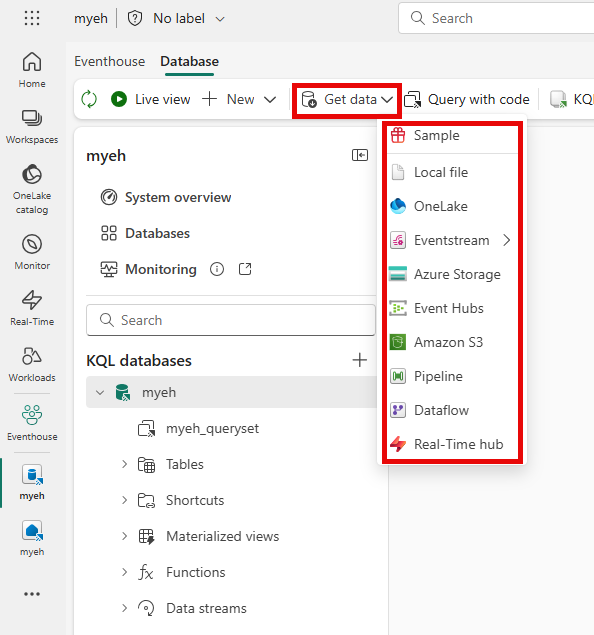 myeh
No label
Search
Home
Workspaces
OneLake
catalog
Monitor
Real-Time
Workloads
Eventhouse
myeh
myeh
Eventhouse
Database
Live view
New
Get data
Query with code
KQ
myeh
System overview
Databases
Monitoring
Search
KQL databases
myeh
myeh_queryset
Tables
Shortcuts
Materialized views
Functions
Data streams
Sample
Local file
OneLake
Eventstream
Azure Storage
Event Hubs
Amazon S3
Pipeline
Dataflow
Real-Time hub